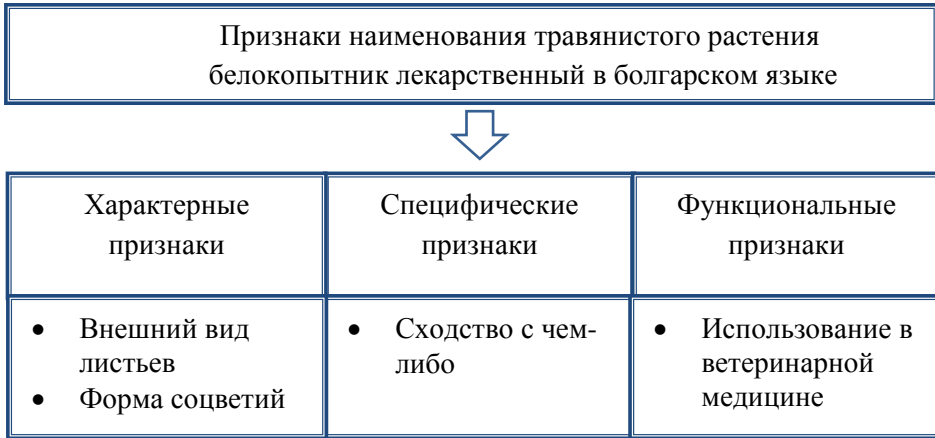 Признаки наименования травянистого растения
белокопытник лекарственный в болгарском языке
Характерные
признаки
Специфические
признаки
Функциональные
признаки
• Внешний вид
листьев
• Форма соцветий
• Сходство с чем-
либо
• Использование в
ветеринарной
медицине